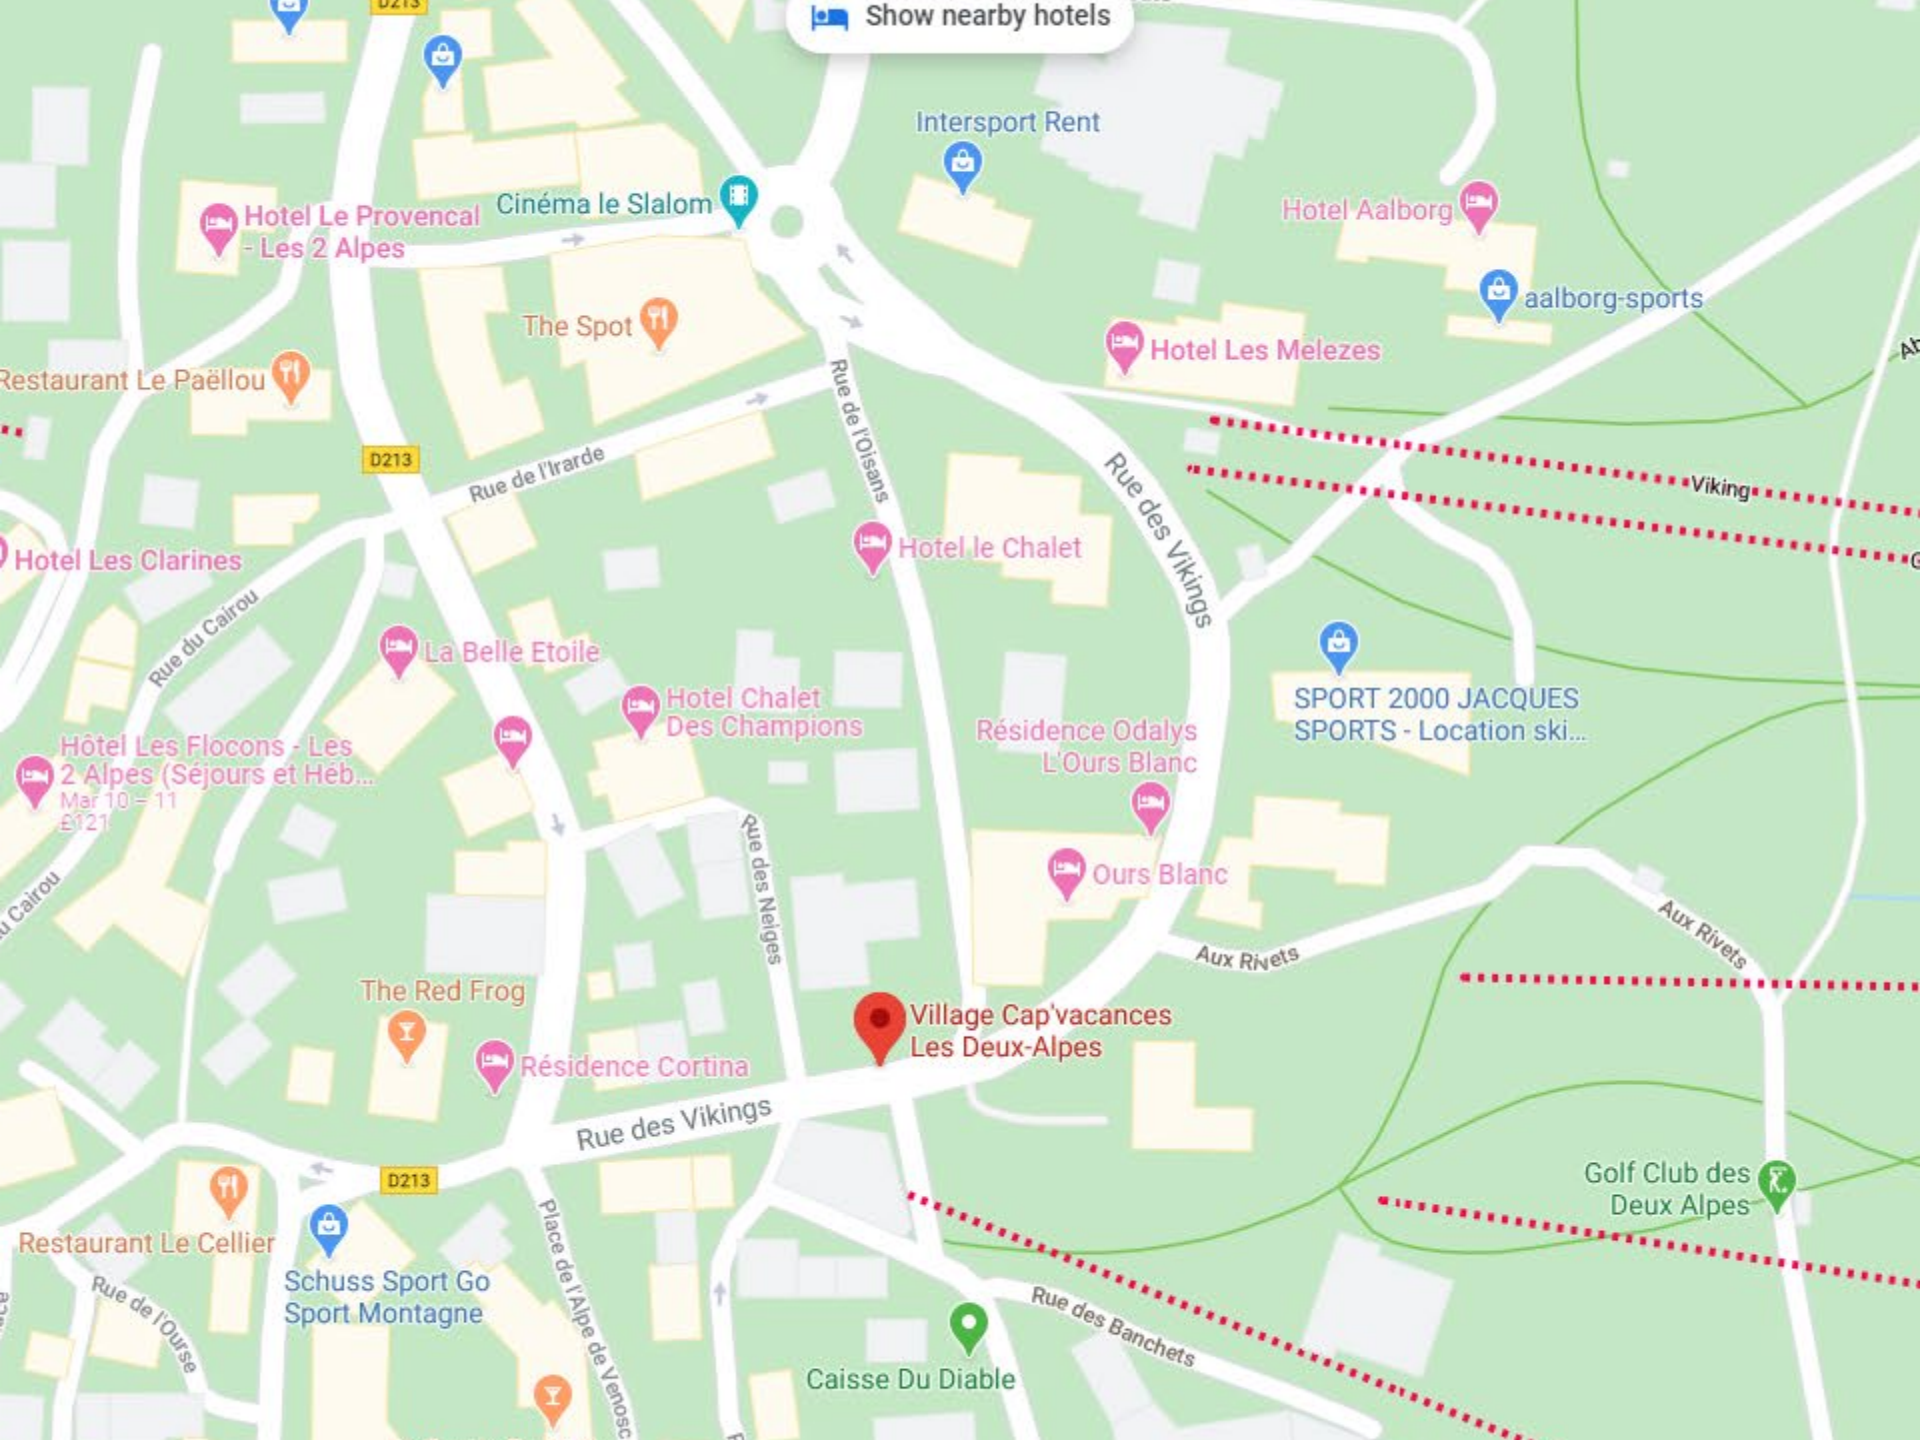 D213
Show nearby hotels
Intersport Rent
Cinéma le Slalom
Hotel Le Provencal
- Les 2 Alpes
Hotel Aalborg
aalborg-sports
The Spot
Hotel Les Melezes
Restaurant Le Paëllou
Rue de l'Oisans
D213
Rue de l'Irarde
Rue des Vikings
Viking
Hotel Les Clarines
Hotel le Chalet
Rue du Cairou
La Belle Etoile
Hotel Chalet
Des Champions
SPORT 2000 JACQUES
SPORTS - Location ski...
Résidence Odalys
L'Ours Blanc
Hôtel Les Flocons - Les
2 Alpes (Séjours et Héb...
Mar 10 – 11
£121
Rue des Neiges
Ours Blanc
Cairou
Aux Rivets
Aux Rivets
The Red Frog
Village Cap'vacances
Les Deux-Alpes
Résidence Cortina
Rue des Vikings
D213
Golf Club des
Deux Alpes
Restaurant Le Cellier
Place de l'Alpe de Venosc
Schuss Sport Go
Sport Montagne
Rue de l'Ourse
Rue des Banchets
Caisse Du Diable